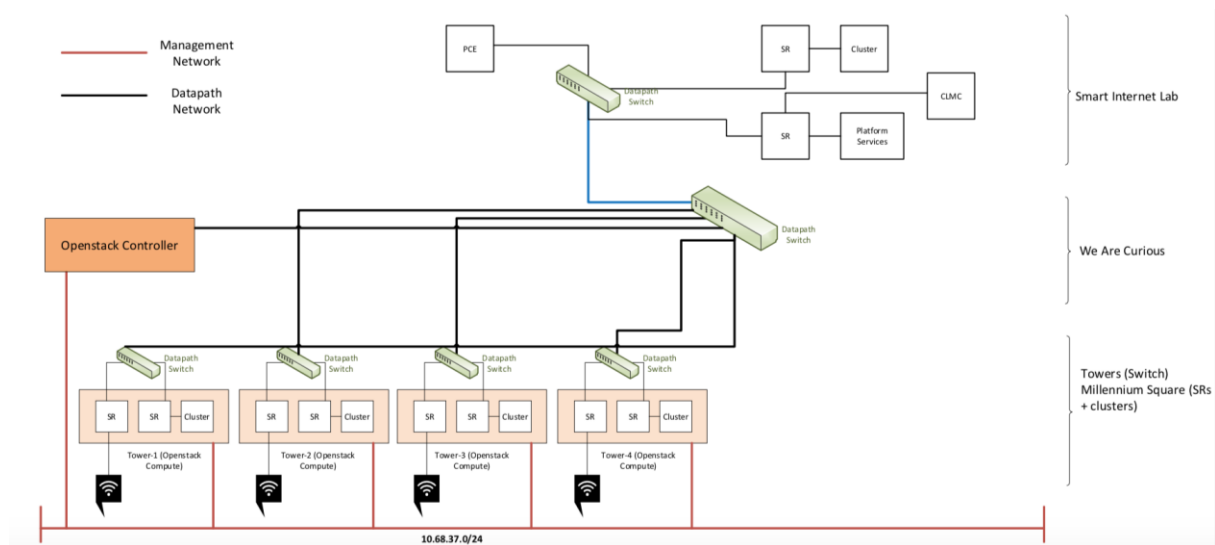 Management
Network
Datapath
Network
PCE
SR
Cluster
Datapath
Switch
CLMC
SR
Platform
Services
Smart Internet Lab
Openstack Controller
Datapath
Switch
We Are Curious
Datapath
Switch
Datapath
Switch
Datapath
Switch
Datapath
Switch
SR
SR
Cluster
SR
SR
Cluster
SR
SR
Cluster
SR
SR
Cluster
Tower-1 (Openstack
Compute)
Tower-2 (Openstack
Compute)
Tower-3 (Openstack
Compute)
Tower-4 (Openstack
Compute)
Towers (Switch)
Millennium Square (SRs
+ clusters)
10.68.37.0/24